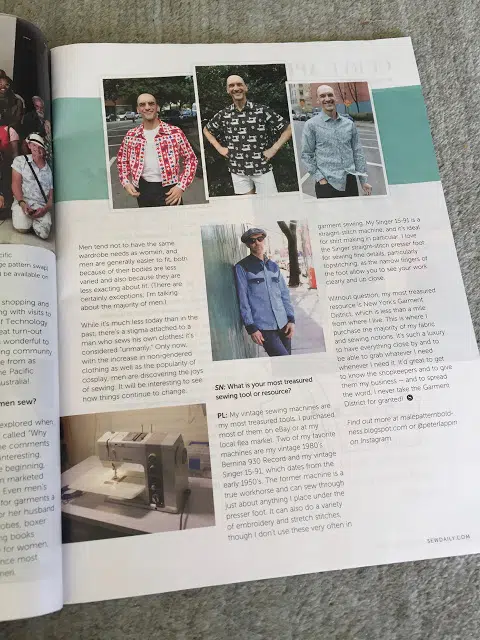 cific
ge pattern swap)
be available on
shopping and
ng with visits to
f Technology
eat turn-out
s wonderful to
ing community
e from as
he Pacific
ustralia!
men sew?
explored when
called "Why
e comments
interesting.
e beginning,
n marketed
Even men's
for garments a
or her husband
obes, boxer
ng books
for women,
nce most
men.
Men tend not to have the same
wardrobe needs as women, and
men are generally easier to fit, both
because of their bodies are less
varied and also because they are
less exacting about fit. (There are
certainly exceptions; I'm talking
about the majority of men.)
While it's much less today than in the
past, there's a stigma attached to a
man who sews his own clothes; it's
considered "unmanly." Only now,
with the increase in non-gendered
clothing as well as the popularity of
cosplay, men are discovering the joys
of sewing. It will be interesting to see
how things continue to change.
SN: What is your most treasured
sewing tool or resource?
PL: My vintage sewing machines are
my most treasured tools. I purchased
most of them on eBay or at my
local flea market. Two of my favorite
machines are my vintage 1980's
Bernina 930 Record and my vintage
Singer 15-91, which dates from the
early 1950's. The former machine is a
true workhorse and can sew through
just about anything I place under the
presser foot. It can also do a variety
of embroidery and stretch stitches,
though I don't use these very often in
garment sewing. My Singer 15-91 is a
straight-stitch machine, and it's ideal
for shirt making in particular. I love
the Singer straight-stitch presser foot
for sewing fine details, particularly
topstitching, as the narrow fingers of
the foot allow you to see your work
clearly and up close.
Without question, my most treasured
resource is New York's Garment
District, which is less than a mile
from where I live. This is where I
purchase the majority of my fabric
and sewing notions. It's such a luxury
to have everything close by and to
be able to grab whatever I need
whenever I need it. It'd great to get
to know the shopkeepers and to give
them my business — and to spread
the word. I never take the Garment
District for granted!
Find out more at malepatternbold-
ness.blogspot.com or @peterlappin
on Instagram.
SEWDAILY.COM